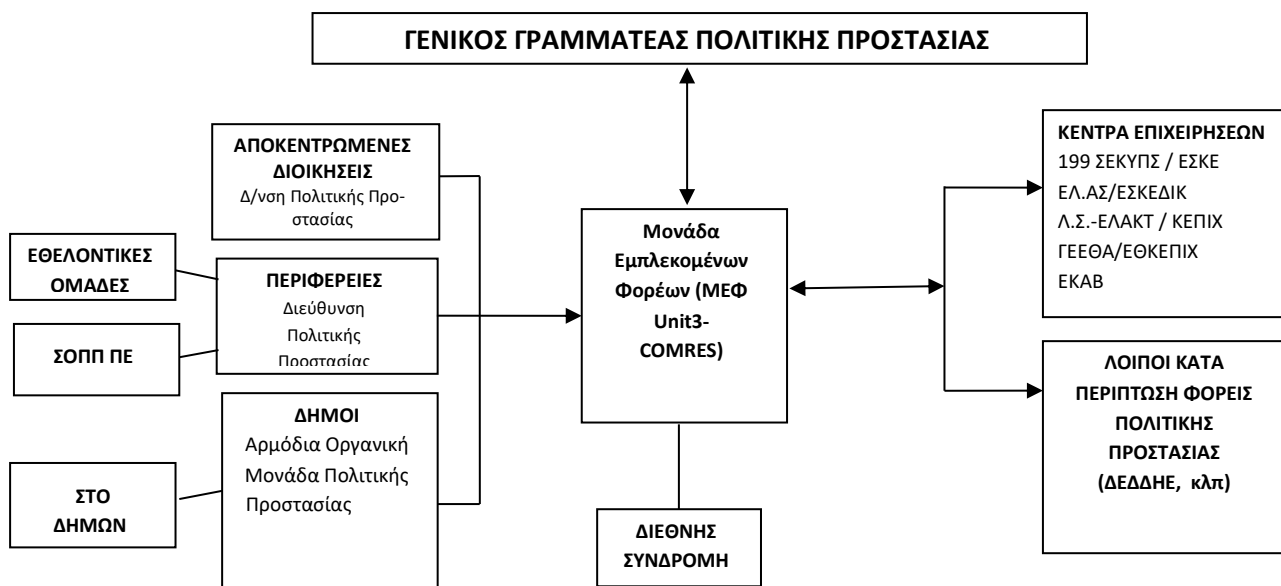 ΓΕΝΙΚΟΣ ΓΡΑΜΜΑΤΕΑΣ ΠΟΛΙΤΙΚΗΣ ΠΡΟΣΤΑΣΙΑΣ
ΑΠΟΚΕΝΤΡΩΜΕΝΕΣ
ΔΙΟΙΚΗΣΕΙΣ
Δ/νση Πολιτικής Προ-
στασίας
ΕΘΕΛΟΝΤΙΚΕΣ
ΟΜΑΔΕΣ
ΠΕΡΙΦΕΡΕΙΕΣ
Διεύθυνση
Πολιτικής
Προστασίας
ΣΟΠΠ ΠΕ
ΔΗΜΟΙ
Αρμόδια Οργανική
Μονάδα Πολιτικής
Προστασίας
ΣΤΟ
ΔΗΜΩΝ
Μονάδα
Εμπλεκομένων
Φορέων (ΜΕΦ
Unit3-
COMRES)
ΔΙΕΘΝΗΣ
ΣΥΝΔΡΟΜΗ
ΚΕΝΤΡΑ ΕΠΙΧΕΙΡΗΣΕΩΝ
199 ΣΕΚΥΠΣ / ΕΣΚΕ
ΕΛ.ΑΣ/ΕΣΚΕΔΙΚ
Λ.Σ.-ΕΛΑΚΤ / ΚΕΠΙΧ
ΓΕΕΘΑ/ΕΘΚΕΠΙΧ
ΕΚΑΒ
ΛΟΙΠΟΙ ΚΑΤΑ
ΠΕΡΙΠΤΩΣΗ ΦΟΡΕΙΣ
ΠΟΛΙΤΙΚΗΣ
ΠΡΟΣΤΑΣΙΑΣ
(ΔΕΔΔΗΕ, κλπ)